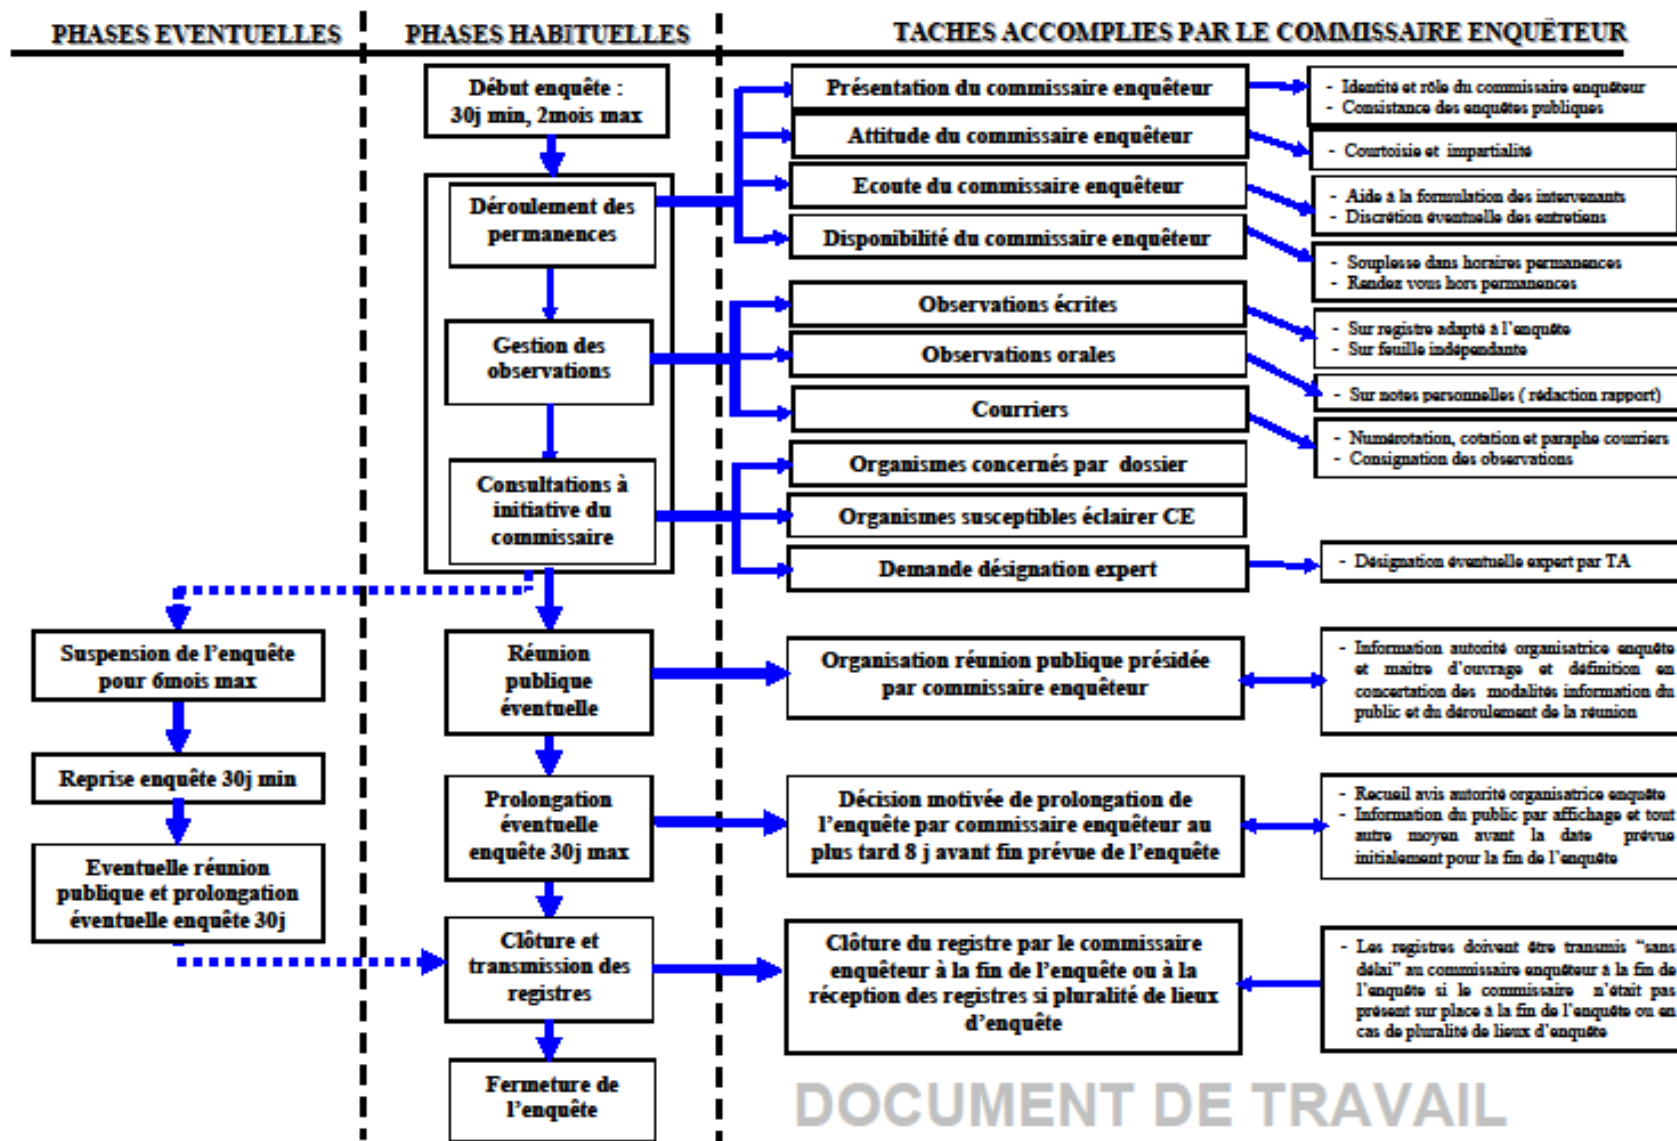 PHASES EVENTUELLES
PHASES HABITUELLES
TACHES ACCOMPLIES PAR LE COMMISSAIRE ENQUÊTEUR
Début enquête :
30j min, 2mois max
Déroulement des
permanences
Gestion des
observations
Consultations à
initiative du
commissaire
Présentation du commissaire enquêteur
Attitude du commissaire enquêteur
Ecoute du commissaire enquêteur
Disponibilité du commissaire enquêteur
Observations écrites
Observations orales
Courriers
Organismes concernés par dossier
Organismes susceptibles éclairer CE
Demande désignation expert
- Identité et rôle du commissaire enquêteur
- Consistance des enquêtes publiques
- Courtoisie et impartialité
- Aide à la formulation des intervenants
- Discrétion éventuelle des entretiens
- Souplesse dans horaires permanences
- Rendez vous hors permanences
- Sur registre adapté à l'enquête
- Sur feuille indépendante
- Sur notes personnelles ( rédaction rapport)
- Numérotation, cotation et paraphe courriers
- Consignation des observations
- Désignation éventuelle expert par TA
Suspension de l'enquête
pour 6mois max
Reprise enquête 30j min
Eventuelle réunion
publique et prolongation
éventuelle enquête 30j
Réunion
publique
éventuelle
Organisation réunion publique présidée
par commissaire enquêteur
- Information autorité organisatrice enquête
et maitre d'ouvrage et définition en
concertation des modalités information du
public et du déroulement de la réunion
Prolongation
éventuelle
enquête 30j max
Décision motivée de prolongation de
l'enquête par commissaire enquêteur au
plus tard 8 j avant fin prévue de l'enquête
- Recueil avis autorité organisatrice enquête
- Information du public par affichage et tout
autre moyen avant la date prévue
initialement pour la fin de l'enquête
Clôture et
transmission des
registres
Clôture du registre par le commissaire
enquêteur à la fin de l'enquête ou à la
réception des registres si pluralité de lieux
d'enquête
- Les registres doivent être transmis "sans
délai" au commissaire enquêteur à la fin de
l'enquête si le commissaire n'était pas
présent sur place à la fin de l'enquête ou en
cas de pluralité de lieux d'enquête
Fermeture de
l'enquête
DOCUMENT DE TRAVAIL